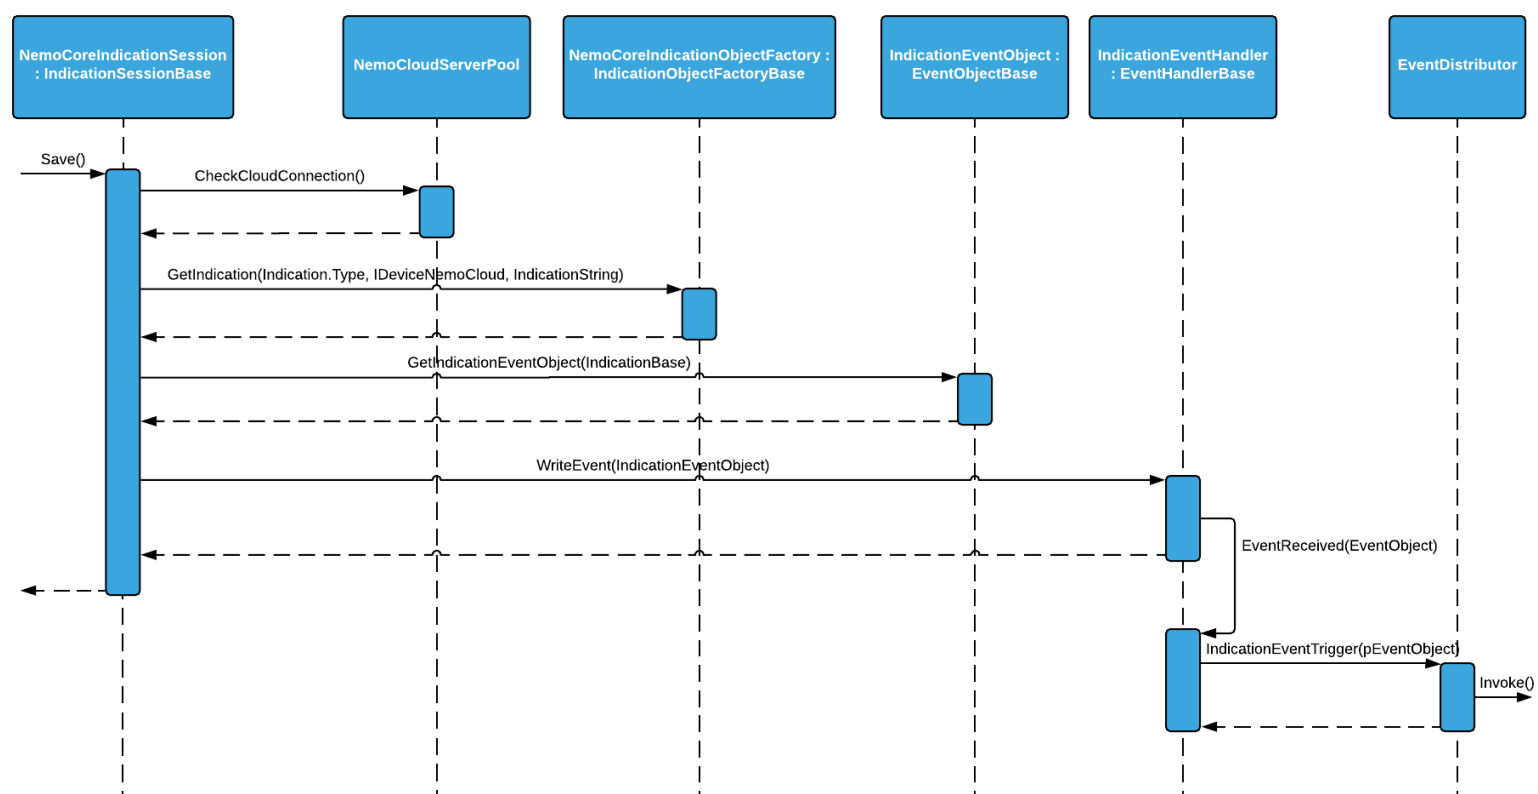 NemoCoreIndicationSession
: IndicationSessionBase
NemoCloudServerPool
NemoCoreIndicationObjectFactory :
IndicationObjectFactoryBase
IndicationEventObject :
EventObjectBase
IndicationEventHandler
: EventHandlerBase
EventDistributor
Save()
CheckCloudConnection()
GetIndication(Indication.Type, IDeviceNemoCloud, IndicationString)
GetIndicationEventObject(IndicationBase)
WriteEvent(IndicationEventObject)
EventReceived(EventObject)
IndicationEventTrigger(pEventObject)
Invoke()